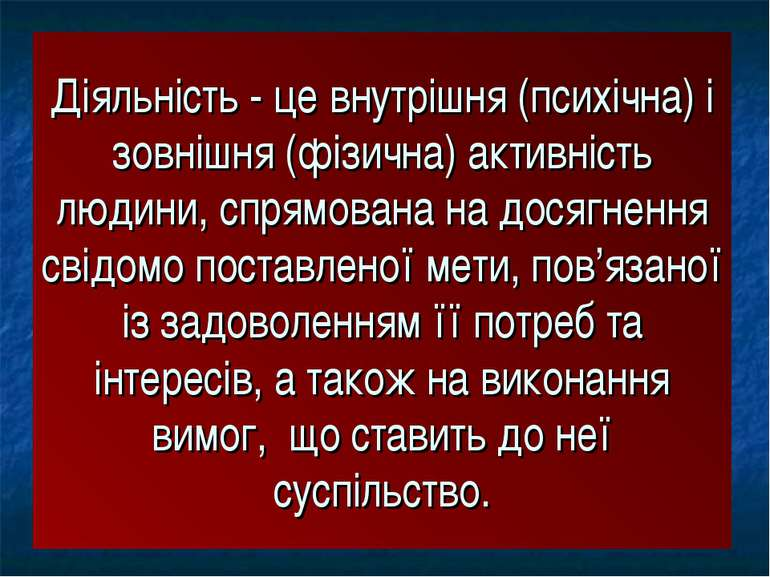 Діяльність - це внутрішня (психічна) і
зовнішня (фізична) активність
людини, спрямована на досягнення
свідомо поставленої мети, пов’язаної
із задоволенням її потреб та
інтересів, а також на виконання
вимог,  що ставить до неї
суспільство.